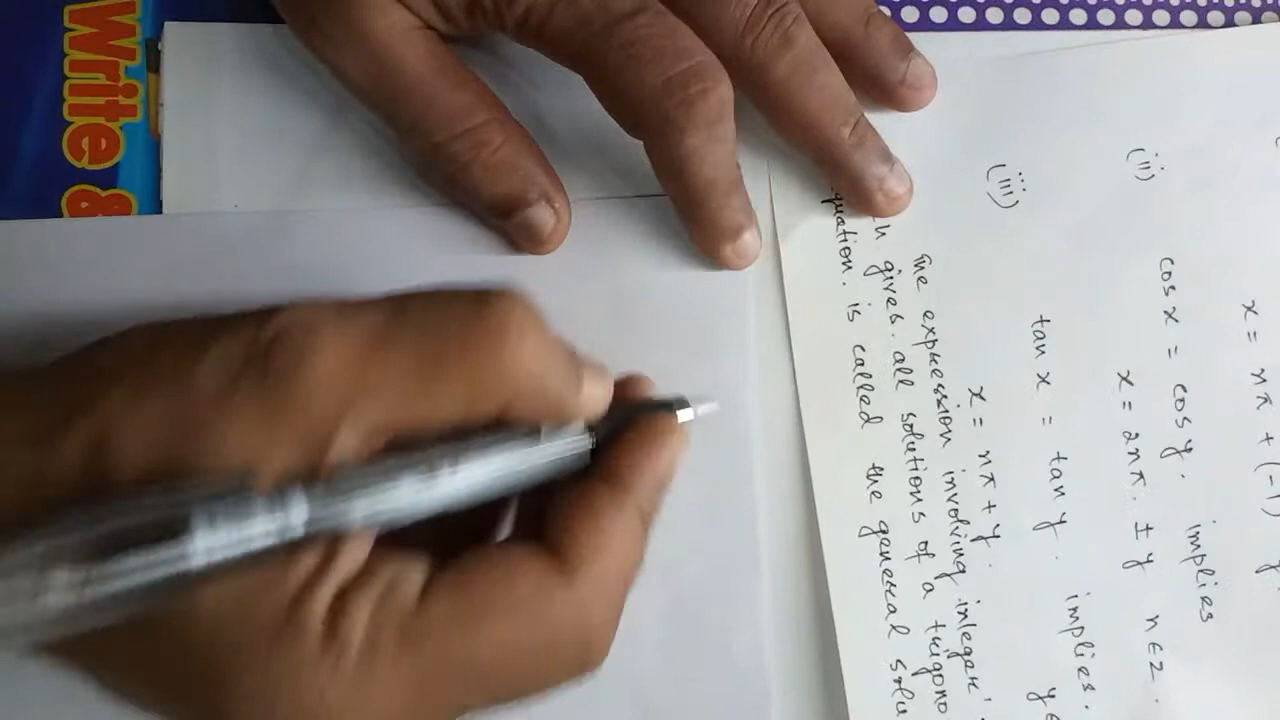 Write &
x = nπ + (-1) y
(ii) cos x = cos y. implies
x = 2nπ. ± y n ∈ Z.
(iii) tan x = tan y. implies.
x = nπ + y.
The expression involving integer '
gives. all solutions of a trigono
quation. is called the general solu